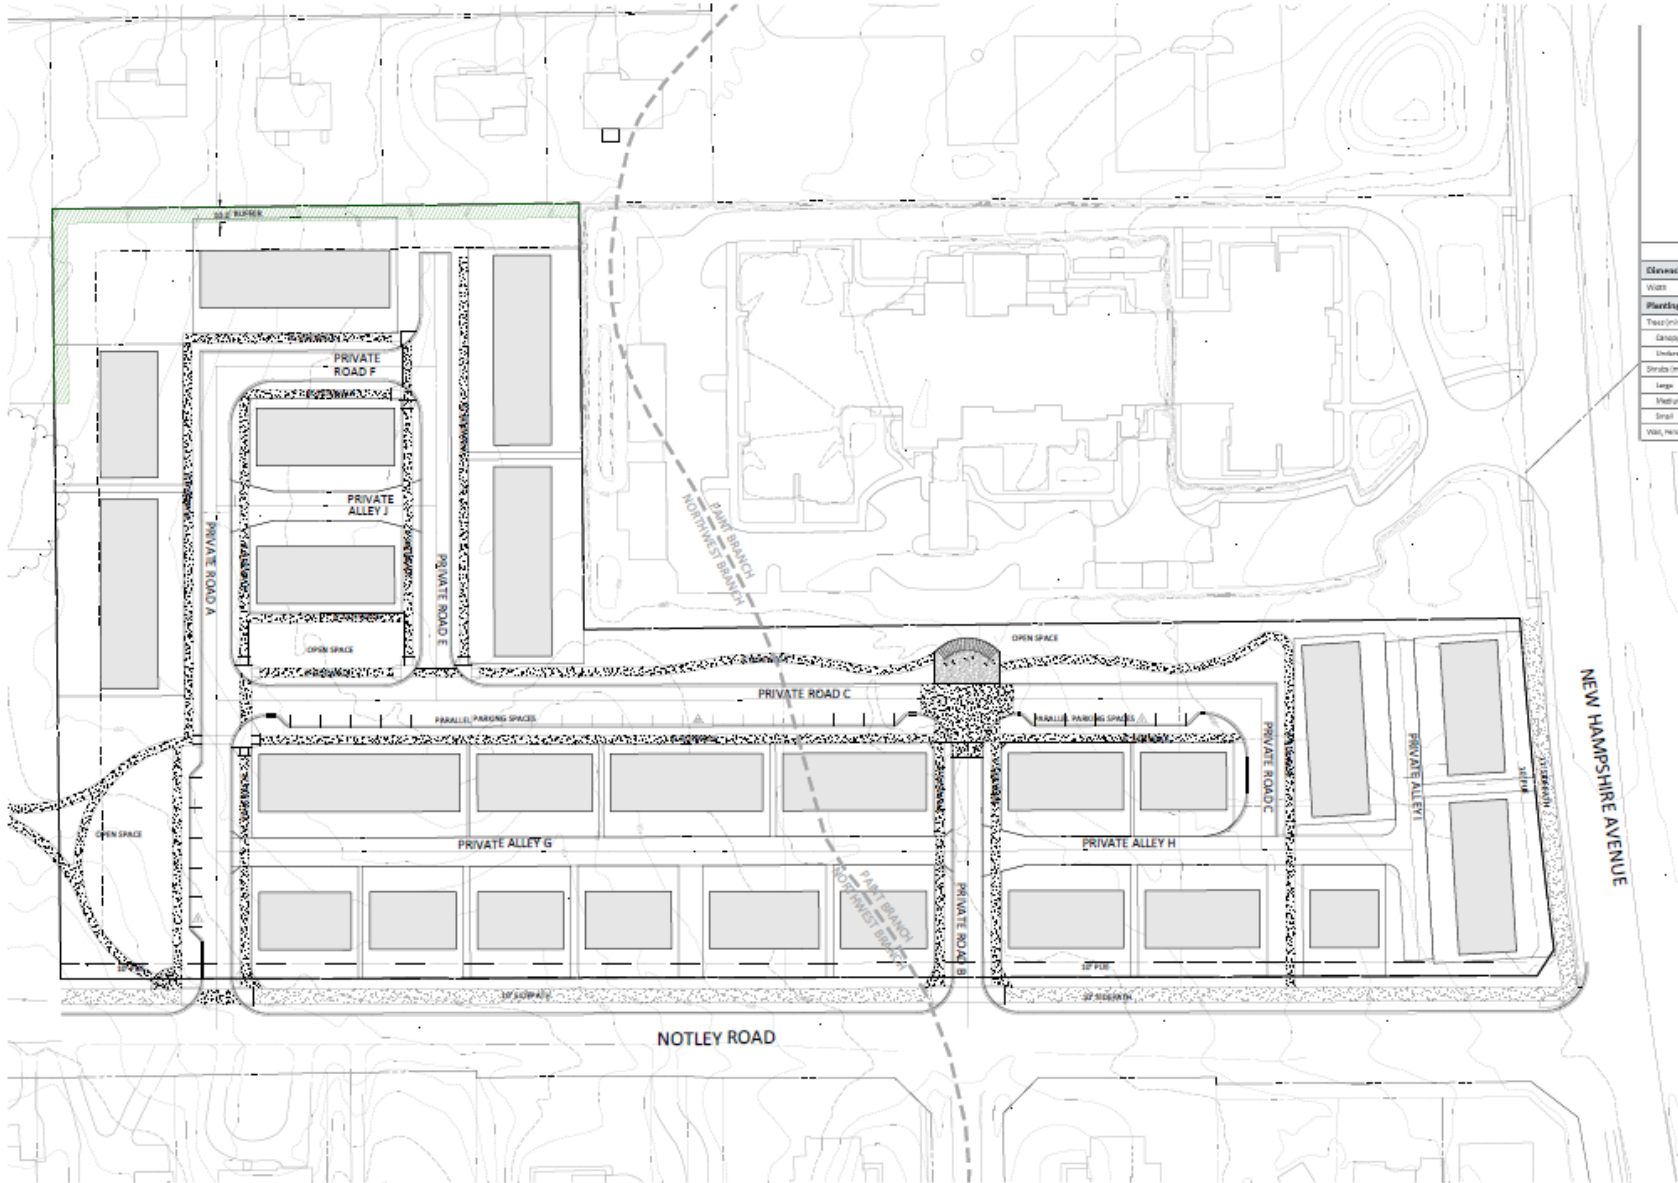 10.0' BUFFER
Width
PRIVATE
ROAD F
PRIVATE
ALLEY J
PRIVATE ROAD A
PRIVATE ROAD E
PAINT BRANCH
NORTHWEST BRANCH
OPEN SPACE
OPEN SPACE
PRIVATE ROAD C
PARALLEL PARKING SPACES
PARALLEL PARKING SPACES
PRIVATE ROAD C
PRIVATE ALLEY I
NEW HAMPSHIRE AVENUE
OPEN SPACE
PRIVATE ALLEY G
PRIVATE ALLEY H
PAINT BRANCH
NORTHWEST BRANCH
PRIVATE ROAD B
10' PUE
10' SIDEPATH
10' SIDEPATH
NOTLEY ROAD